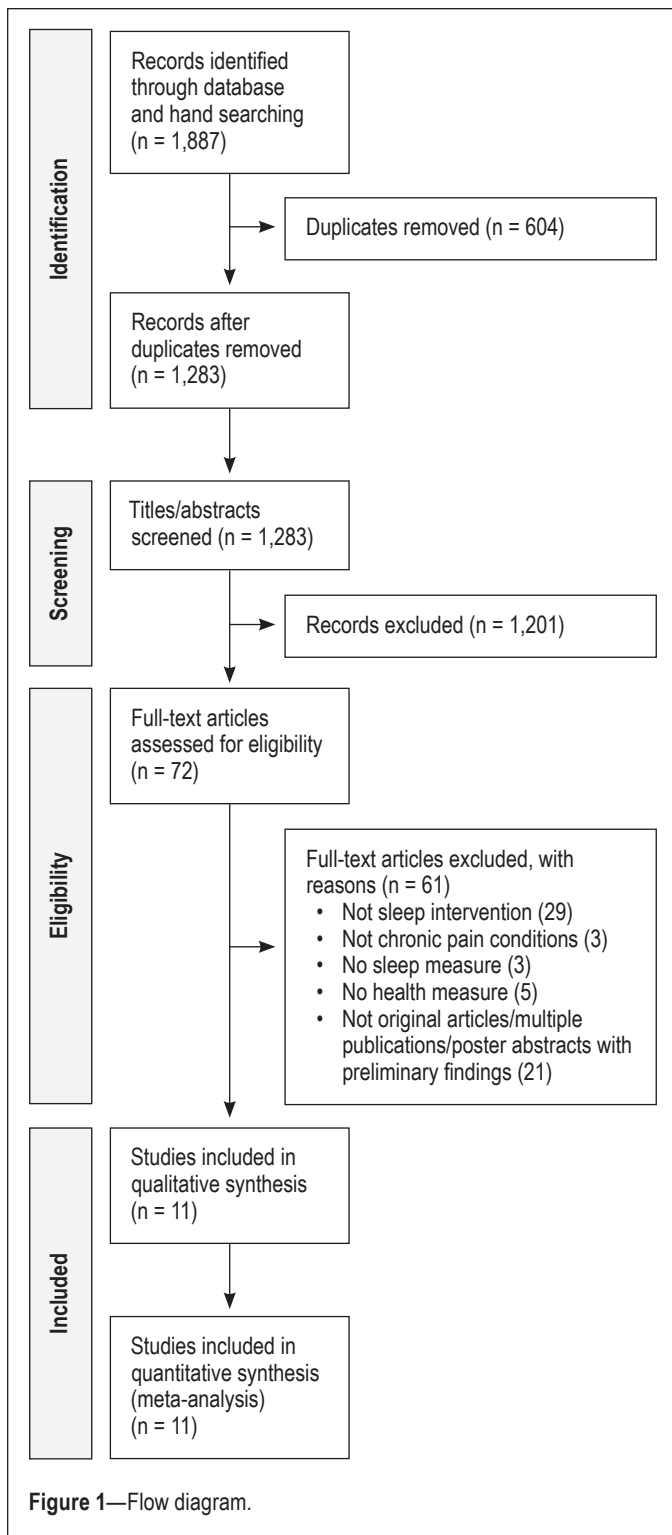 Identification
Records identified
through database
and hand searching
(n = 1,887)
Duplicates removed (n = 604)
Records after
duplicates removed
(n = 1,283)
Screening
Titles/abstracts
screened (n = 1,283)
Records excluded (n = 1,201)
Eligibility
Full-text articles
assessed for eligibility
(n = 72)
Full-text articles excluded, with
reasons (n = 61)
• Not sleep intervention (29)
• Not chronic pain conditions (3)
• No sleep measure (3)
• No health measure (5)
• Not original articles/multiple
publications/poster abstracts with
preliminary findings (21)
Included
Studies included in
qualitative synthesis
(n = 11)
Studies included in
quantitative synthesis
(meta-analysis)
(n = 11)
Figure 1—Flow diagram.